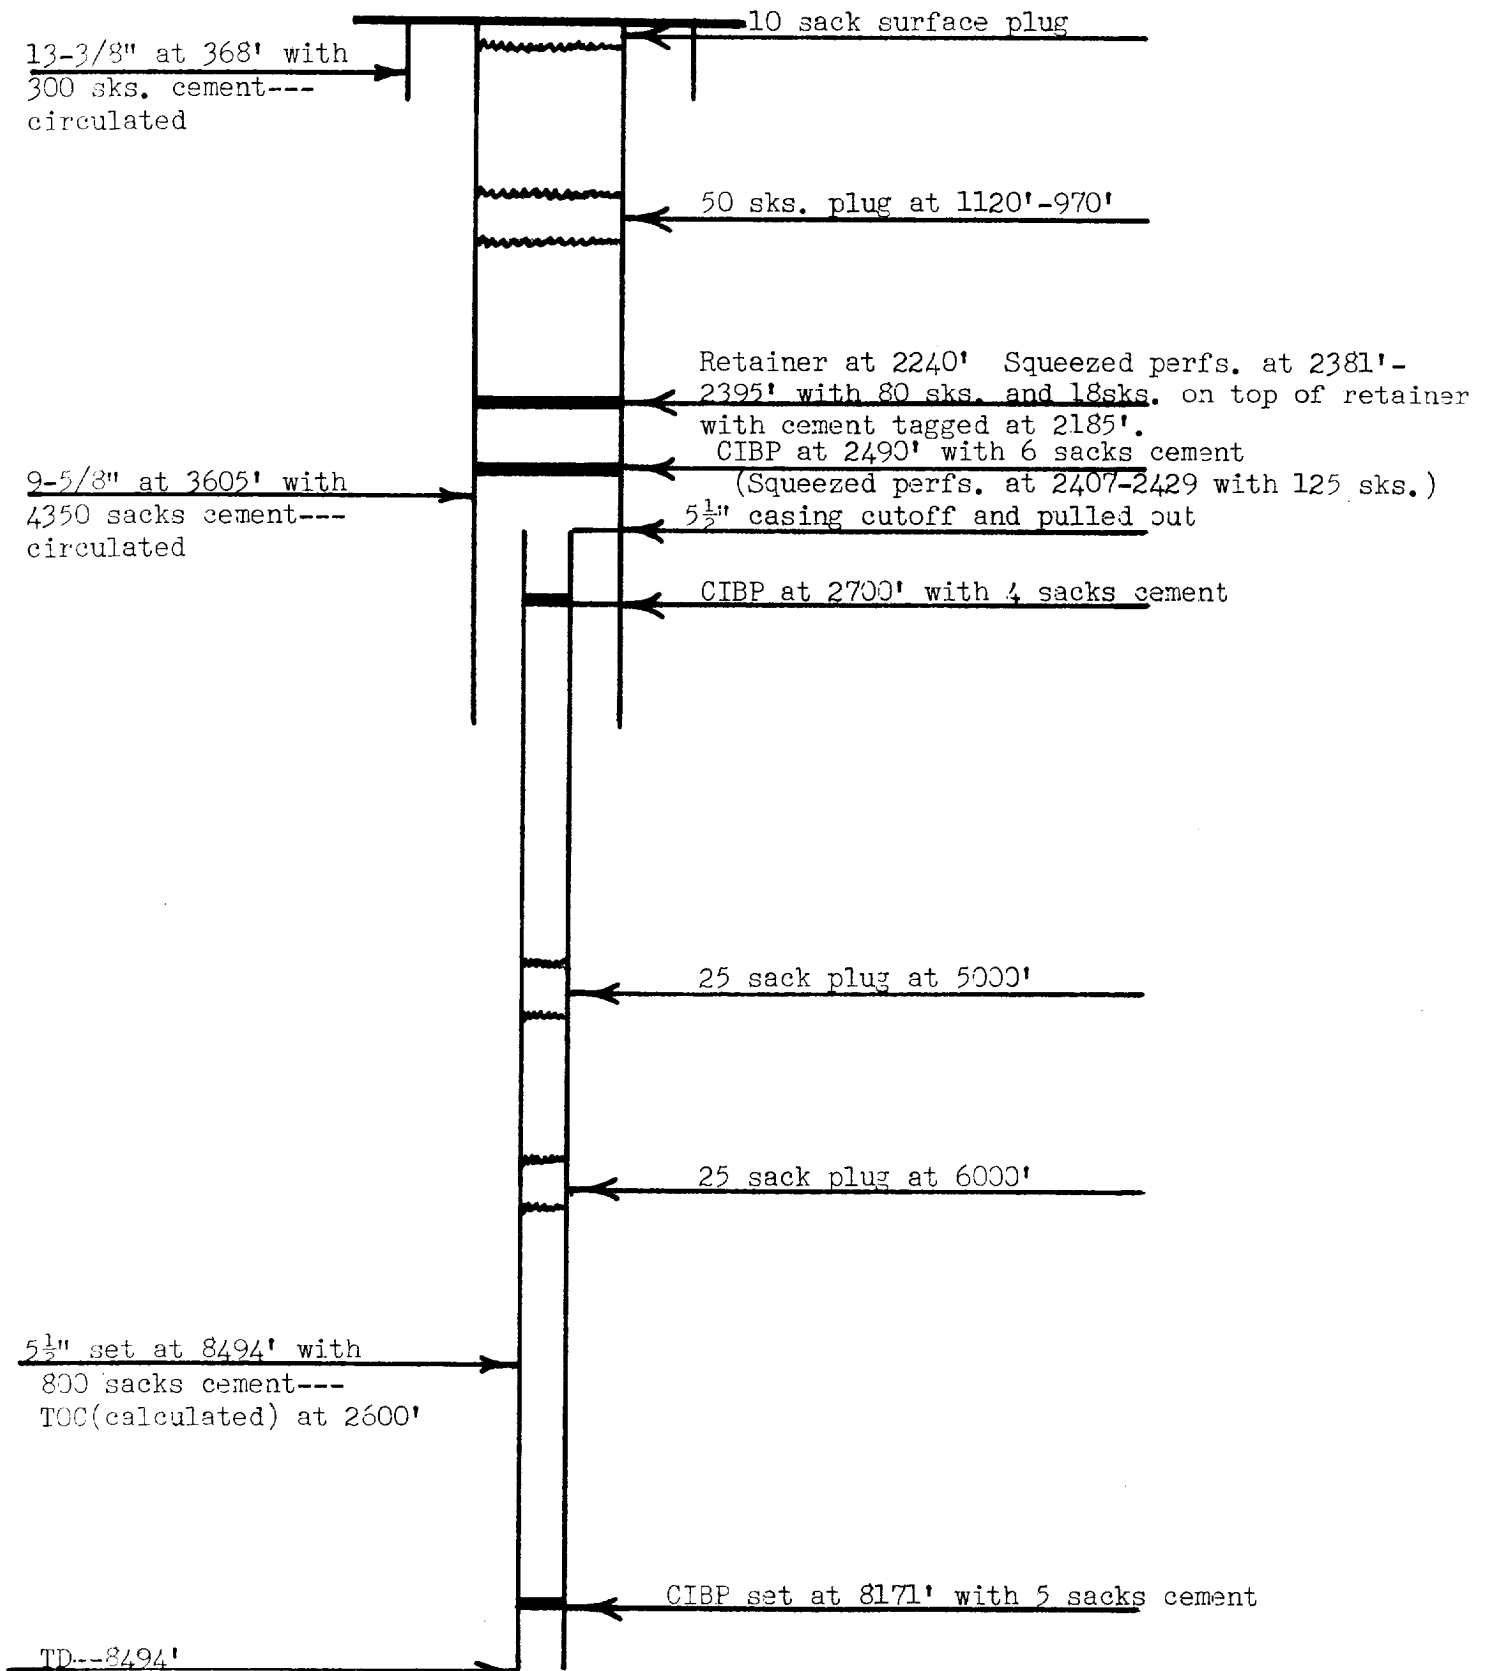 10 sack surface plug
13-3/8" at 368' with
300 sks. cement---
circulated
50 sks. plug at 1120'-970'
Retainer at 2240' Squeezed perfs. at 2381'-
2395' with 80 sks. and 18sks. on top of retainer
with cement tagged at 2185'.
CIBP at 2490' with 6 sacks cement
(Squeezed perfs. at 2407-2429 with 125 sks.)
9-5/8" at 3605' with
4350 sacks cement---
circulated
5½" casing cutoff and pulled out
CIBP at 2700' with 4 sacks cement
25 sack plug at 5000'
25 sack plug at 6000'
5½" set at 8494' with
800 sacks cement---
TOC(calculated) at 2600'
CIBP set at 8171' with 5 sacks cement
TD---8494'